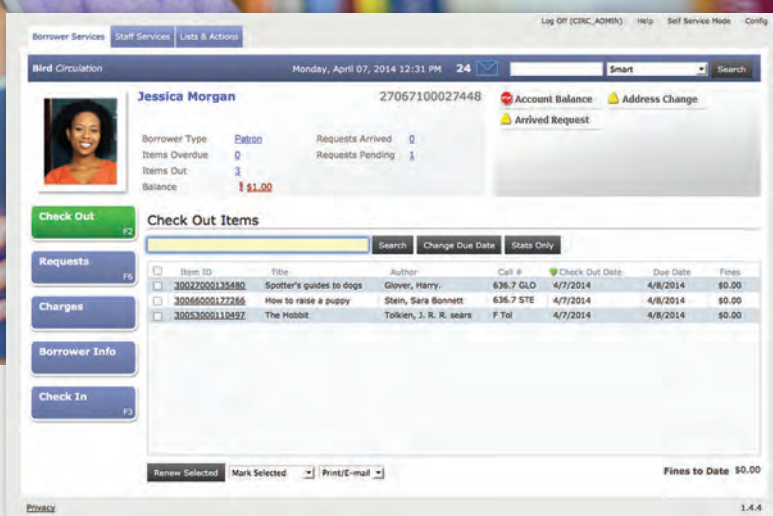 Log Off (CIRC_ADMIN) Help Self Service Mode Config
Borrower Services Staff Services Lists & Actions
Bird Circulation Monday, April 07, 2014 12:31 PM 24 Smart Search
Jessica Morgan 27067100027448
STOP Account Balance Address Change
Arrived Request
Borrower Type Patron Requests Arrived 0
Items Overdue 0 Requests Pending 1
Items Out 3
Balance ! $1.00
Check Out F2
Check Out Items
Search Change Due Date Stats Only
Requests F6
Item ID Title Author Call # Check Out Date Due Date Fines
30027000135480 Spotter's guides to dogs Glover, Harry. 636.7 GLO 4/7/2014 4/8/2014 $0.00
30066000177266 How to raise a puppy Stein, Sara Bonnett 636.7 STE 4/7/2014 4/8/2014 $0.00
30053000110497 The Hobbit Tolkien, J. R. R. sears F Tol 4/7/2014 4/8/2014 $0.00
Charges
Borrower Info
Check In F3
Renew Selected Mark Selected Print/E-mail Fines to Date $0.00
Privacy 1.4.4